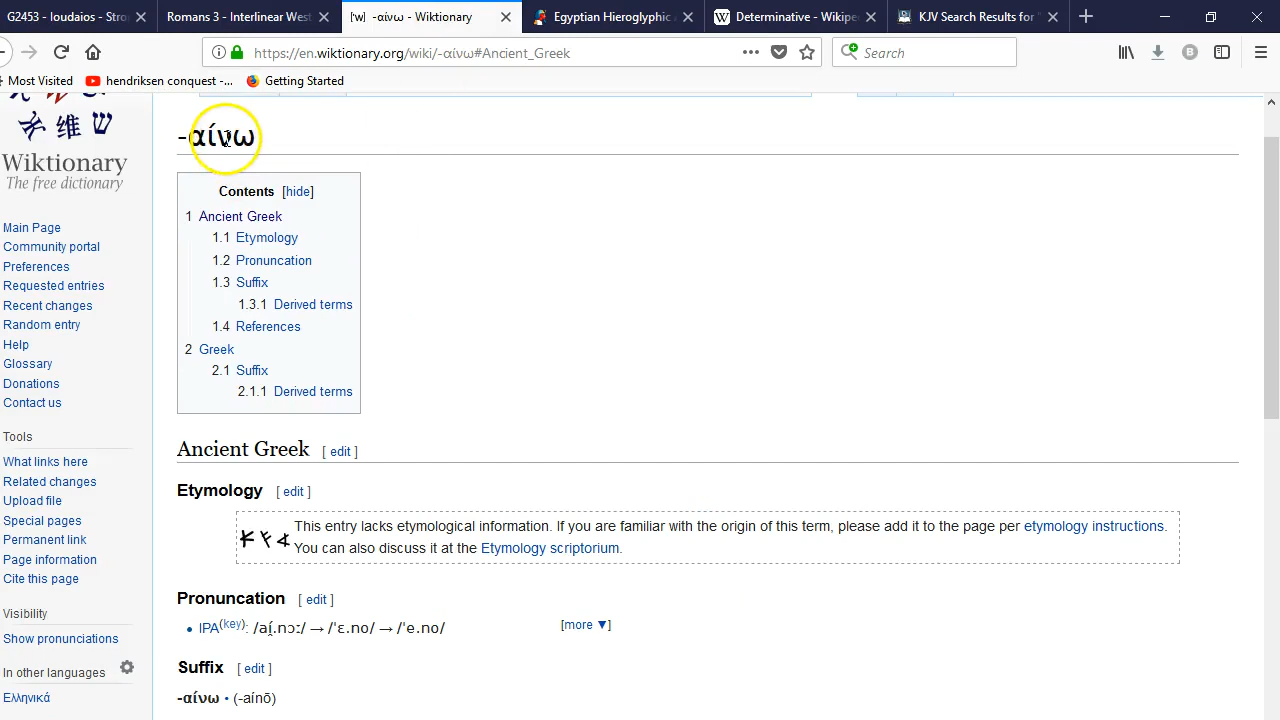 G2453 - Ioudaios - Stron
Romans 3 - Interlinear West
[w] -αίνω - Wiktionary
Egyptian Hieroglyphic
W Determinative - Wikipe
KJV Search Results for "
https://en.wiktionary.org/wiki/-αίνω#Ancient_Greek
Search
Most Visited
hendriksen conquest -...
Getting Started
-αίνω
Wiktionary
The free dictionary
Main Page
Community portal
Preferences
Requested entries
Recent changes
Random entry
Help
Glossary
Donations
Contact us
Tools
What links here
Related changes
Upload file
Special pages
Permanent link
Page information
Cite this page
Visibility
Show pronunciations
In other languages
Ελληνικά
Contents [hide]
1 Ancient Greek
1.1 Etymology
1.2 Pronuncation
1.3 Suffix
1.3.1 Derived terms
1.4 References
2 Greek
2.1 Suffix
2.1.1 Derived terms
Ancient Greek [ edit ]
Etymology [ edit ]
This entry lacks etymological information. If you are familiar with the origin of this term, please add it to the page per etymology instructions.
You can also discuss it at the Etymology scriptorium.
Pronuncation [ edit ]
• IPA(key): /aí̯.nɔː/ → /ˈɛ.no/ → /ˈe.no/ [more ▼]
Suffix [ edit ]
-αίνω • (-aínō)